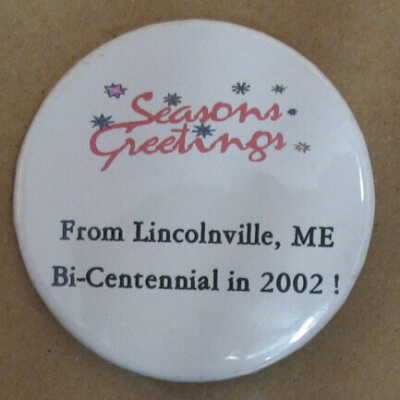 Seasons
Greetings
From Lincolnville, ME
Bi-Centennial in 2002 !